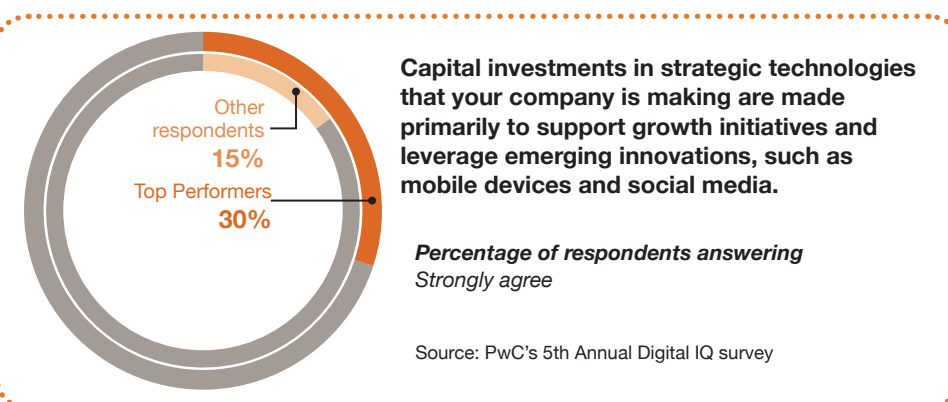 Other
respondents
15%
Top Performers
30%
Capital investments in strategic technologies
that your company is making are made
primarily to support growth initiatives and
leverage emerging innovations, such as
mobile devices and social media.
Percentage of respondents answering
Strongly agree
Source: PwC's 5th Annual Digital IQ survey